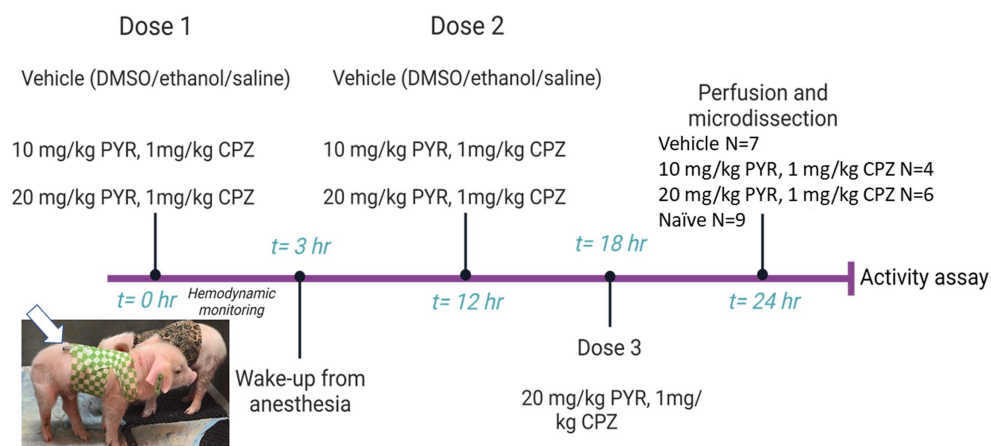 Dose 1
Dose 2
Vehicle (DMSO/ethanol/saline)
Vehicle (DMSO/ethanol/saline)
10 mg/kg PYR, 1mg/kg CPZ
10 mg/kg PYR, 1mg/kg CPZ
20 mg/kg PYR, 1mg/kg CPZ
20 mg/kg PYR, 1mg/kg CPZ
Perfusion and
microdissection
Vehicle N=7
10 mg/kg PYR, 1 mg/kg CPZ N=4
20 mg/kg PYR, 1 mg/kg CPZ N=6
Naïve N=9
t= 3 hr
t= 18 hr
Activity assay
t= 0 hr
Hemodynamic
monitoring
t= 12 hr
t= 24 hr
Wake-up from
anesthesia
Dose 3
20 mg/kg PYR, 1mg/
kg CPZ